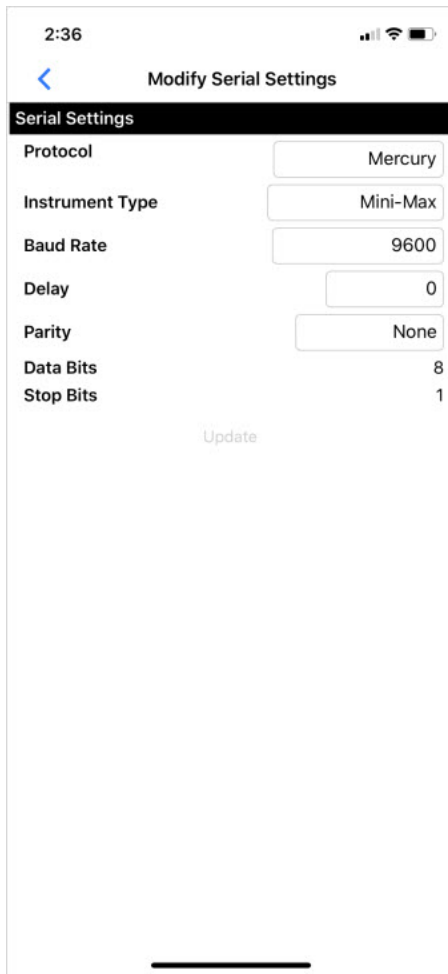 2:36
Modify Serial Settings
Serial Settings
Protocol Mercury
Instrument Type Mini-Max
Baud Rate 9600
Delay 0
Parity None
Data Bits 8
Stop Bits 1
Update